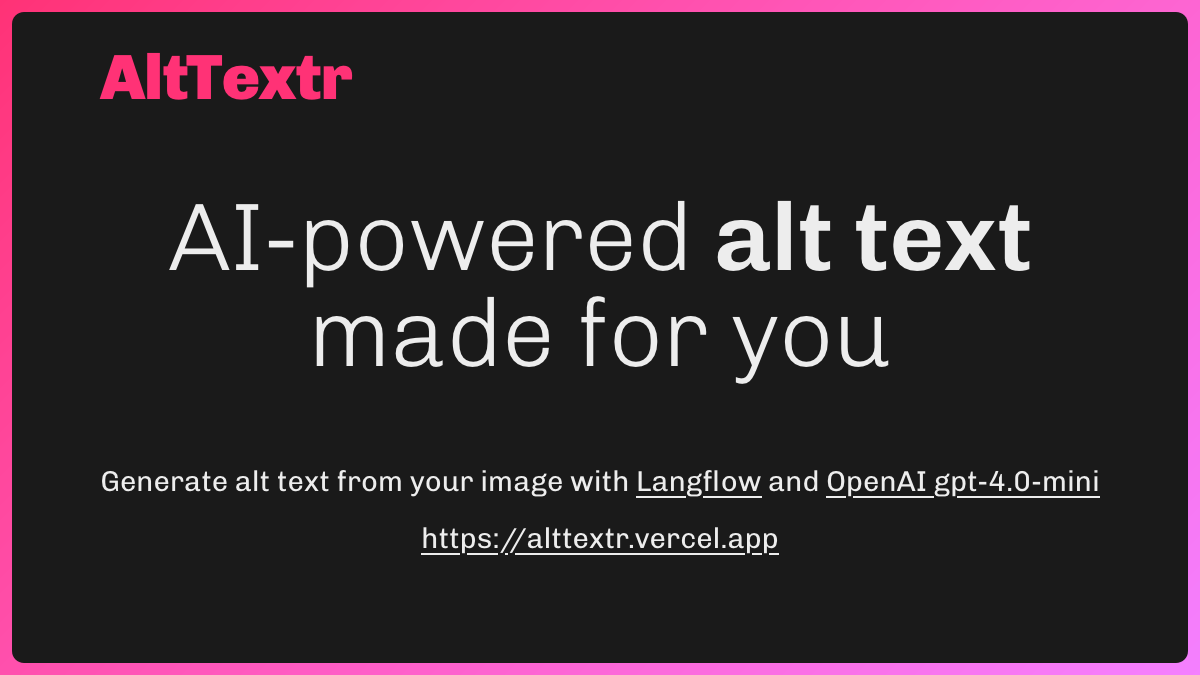 AltTextr
AI-powered alt text
made for you
Generate alt text from your image with Langflow and OpenAI gpt-4.0-mini
https://alttextr.vercel.app